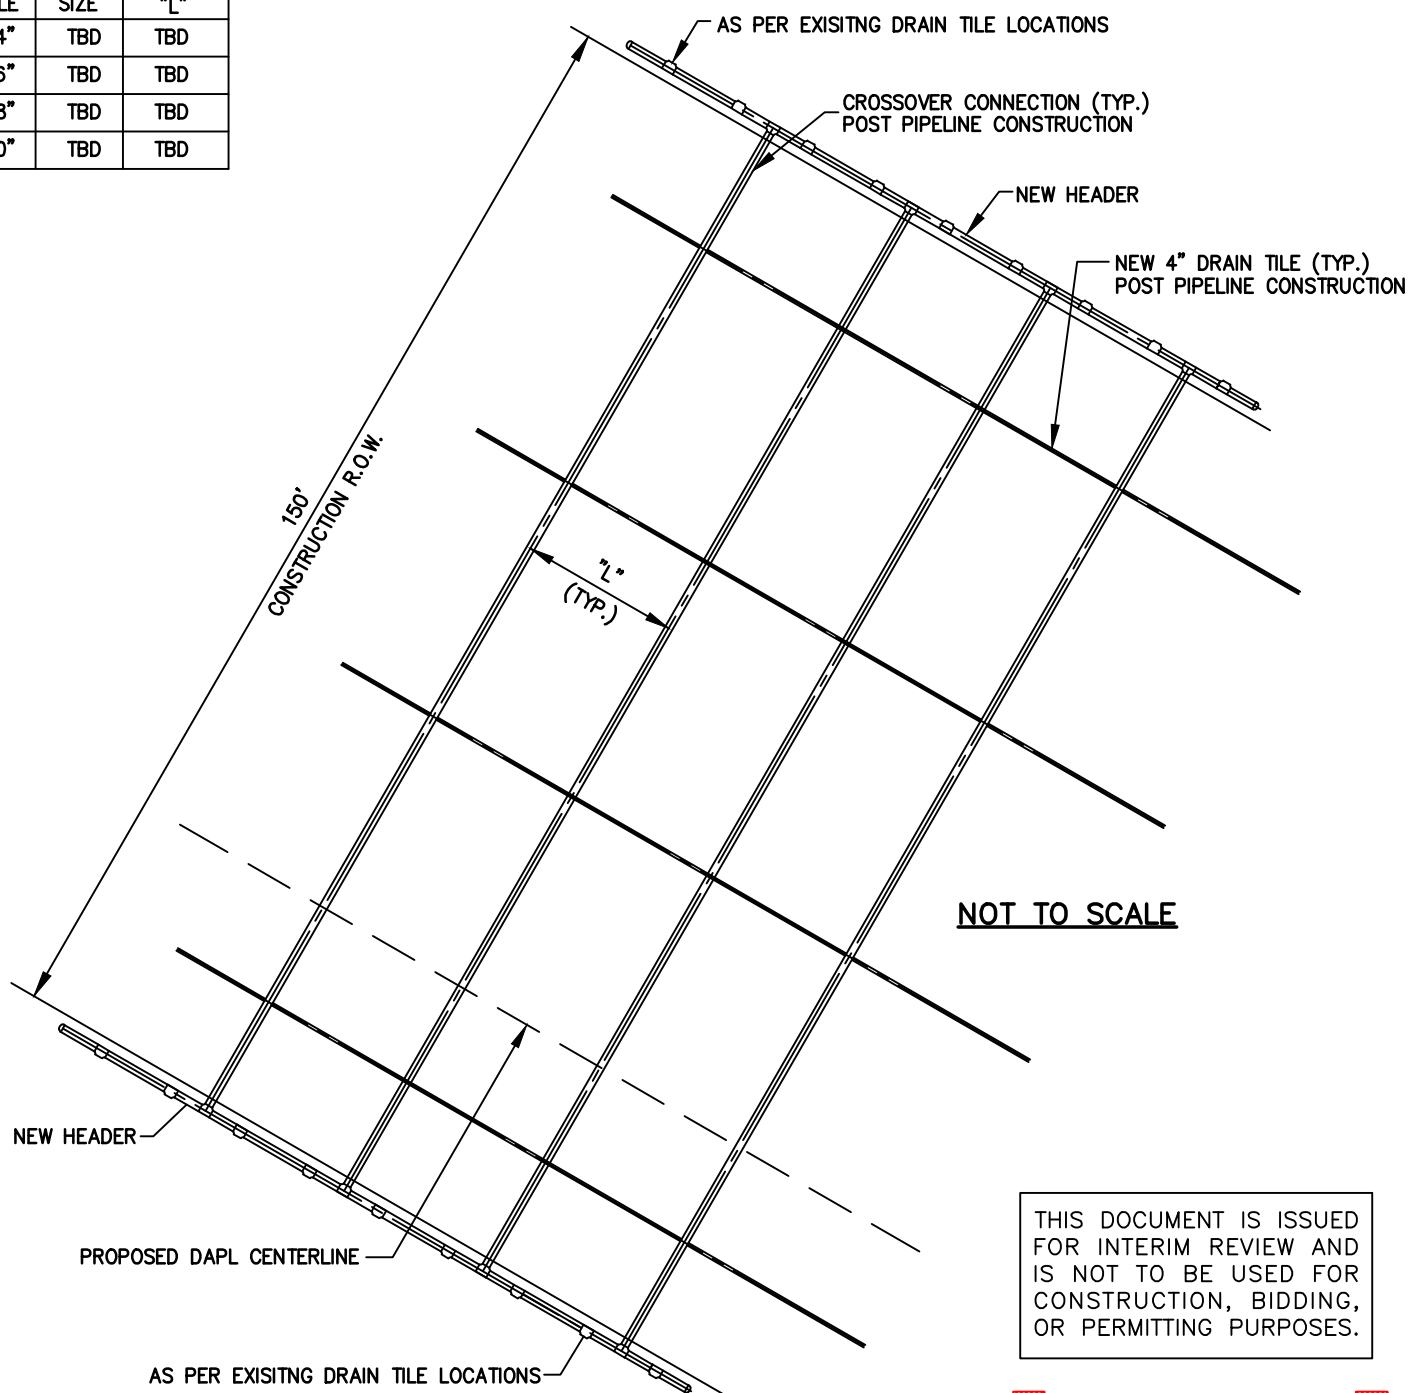 SIZE "L"
TBD TBD
TBD TBD
TBD TBD
TBD TBD
AS PER EXISITNG DRAIN TILE LOCATIONS
CROSSOVER CONNECTION (TYP.)
POST PIPELINE CONSTRUCTION
NEW HEADER
NEW 4" DRAIN TILE (TYP.)
POST PIPELINE CONSTRUCTION
150'
CONSTRUCTION R.O.W.
"L"
(TYP.)
NOT TO SCALE
NEW HEADER
PROPOSED DAPL CENTERLINE
AS PER EXISITNG DRAIN TILE LOCATIONS
THIS DOCUMENT IS ISSUED
FOR INTERIM REVIEW AND
IS NOT TO BE USED FOR
CONSTRUCTION, BIDDING,
OR PERMITTING PURPOSES.